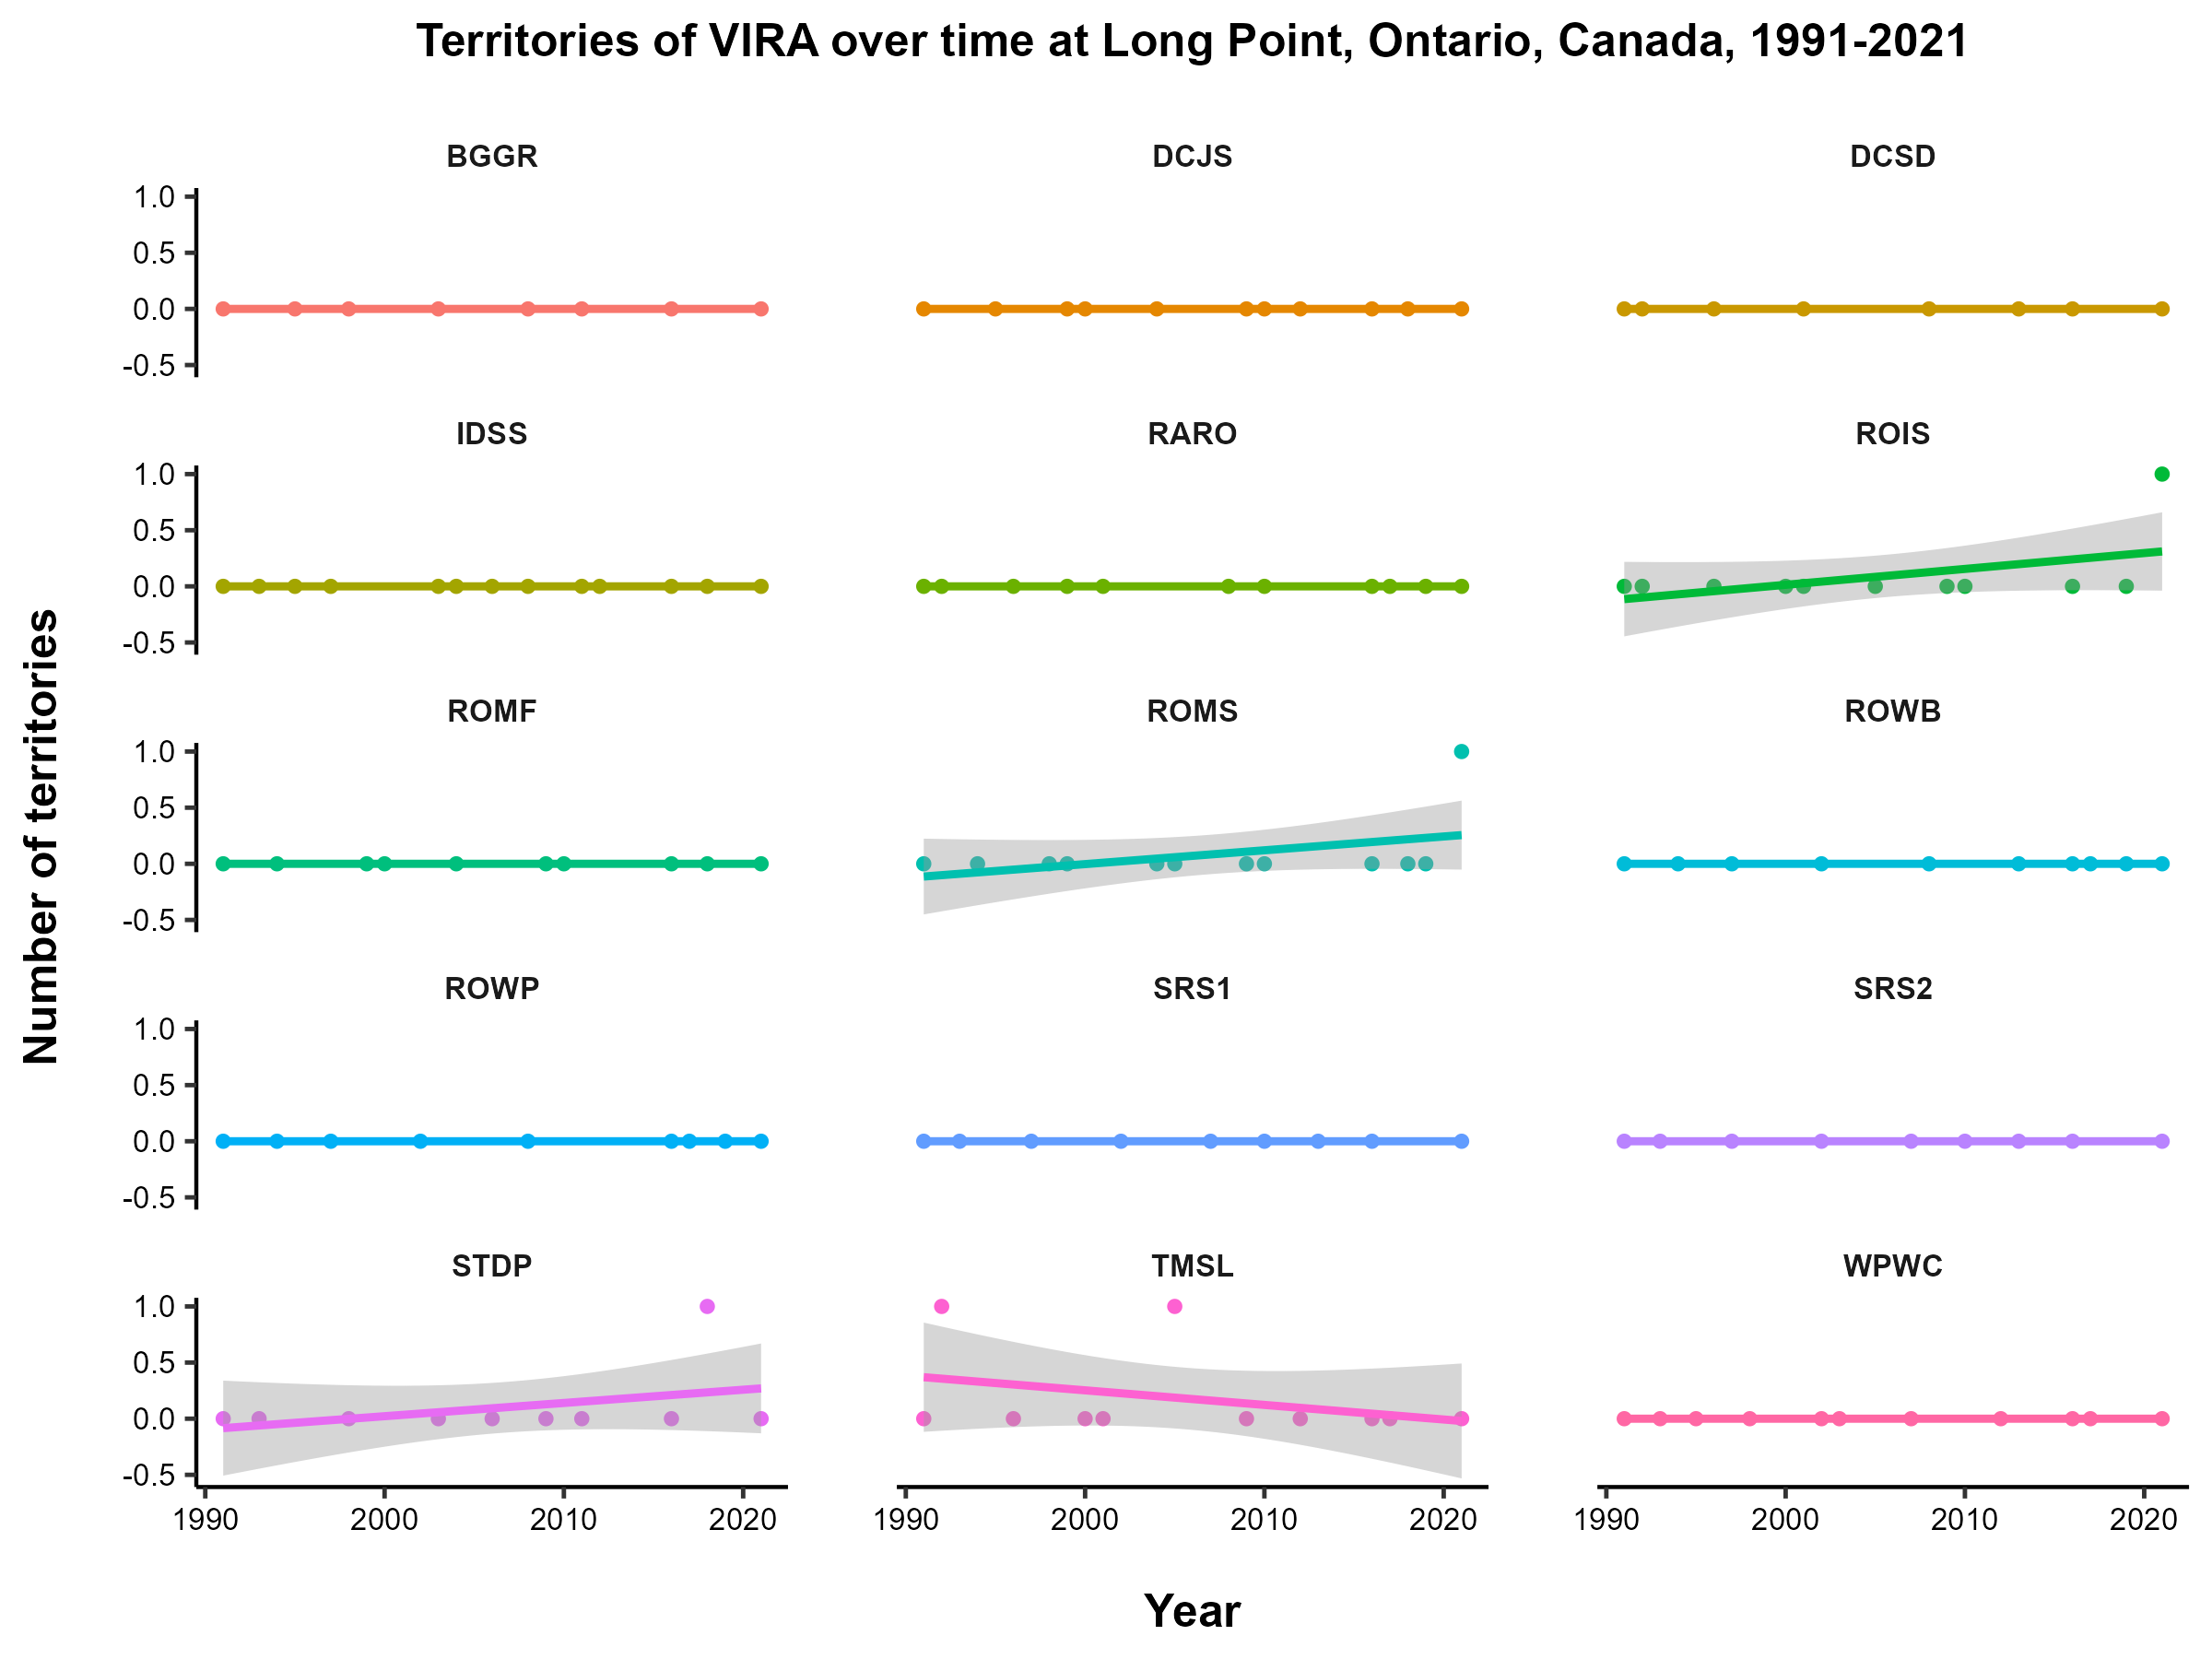 Territories of VIRA over time at Long Point, Ontario, Canada, 1991-2021
BGGR DCJS DCSD
1.0
0.5
0.0
-0.5
IDSS RARO ROIS
1.0
0.5
0.0
-0.5
ROMF ROMS ROWB
1.0
0.5
0.0
-0.5
ROWP SRS1 SRS2
1.0
0.5
0.0
-0.5
STDP TMSL WPWC
1.0
0.5
0.0
-0.5
1990 2000 2010 2020 1990 2000 2010 2020 1990 2000 2010 2020
Year
Number of territories